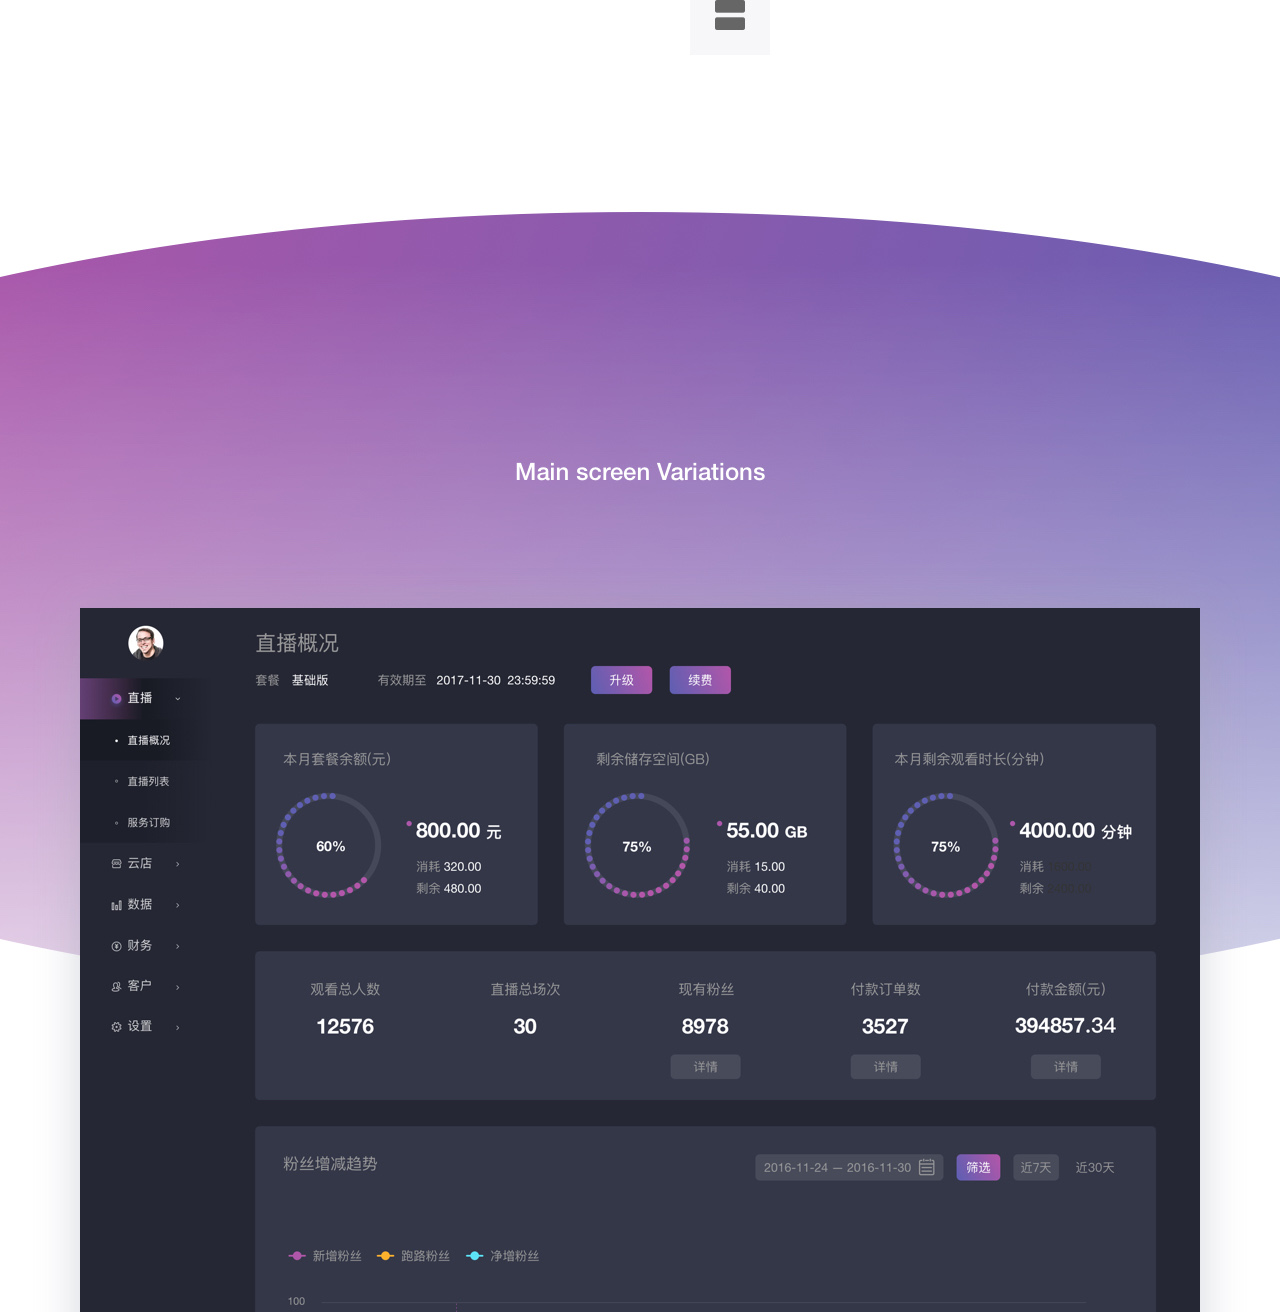 Main screen Variations
直播概况
套餐 基础版 有效期至 2017-11-30 23:59:59 升级 续费
直播
直播概况
直播列表
服务订购
云店
数据
财务
客户
设置
本月套餐余额(元)
60%
800.00 元
消耗 320.00
剩余 480.00
剩余储存空间(GB)
75%
55.00 GB
消耗 15.00
剩余 40.00
本月剩余观看时长(分钟)
75%
4000.00 分钟
消耗
剩余
观看总人数 直播总场次 现有粉丝 付款订单数 付款金额(元)
12576 30 8978 3527 394857.34
详情 详情 详情
粉丝增减趋势
2016-11-24 — 2016-11-30 筛选 近7天 近30天
新增粉丝 跑路粉丝 净增粉丝
100